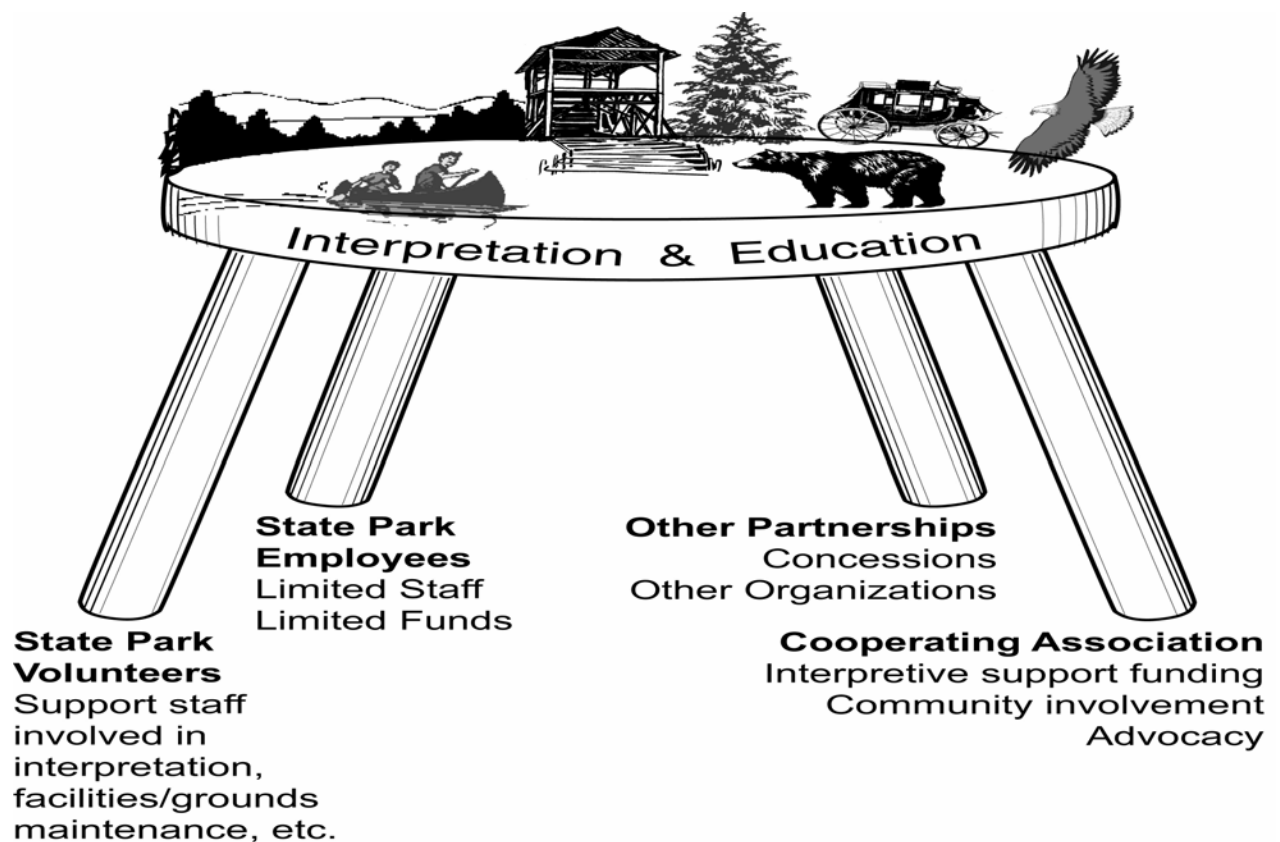 Interpretation & Education
State Park
Employees
Limited Staff
Limited Funds
Other Partnerships
Concessions
Other Organizations
State Park
Volunteers
Support staff
involved in
interpretation,
facilities/grounds
maintenance, etc.
Cooperating Association
Interpretive support funding
Community involvement
Advocacy